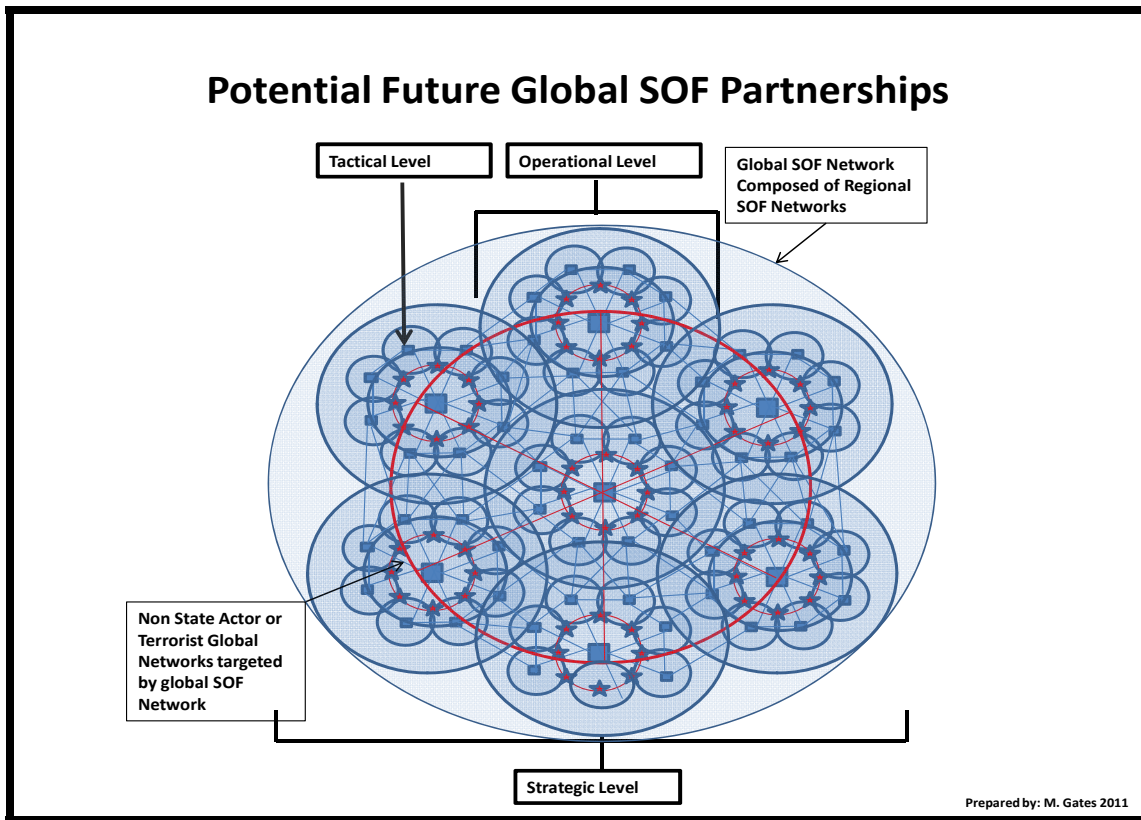 Potential Future Global SOF Partnerships
Tactical Level
Operational Level
Global SOF Network
Composed of Regional
SOF Networks
Non State Actor or
Terrorist Global
Networks targeted
by global SOF
Network
Strategic Level
Prepared by: M. Gates 2011